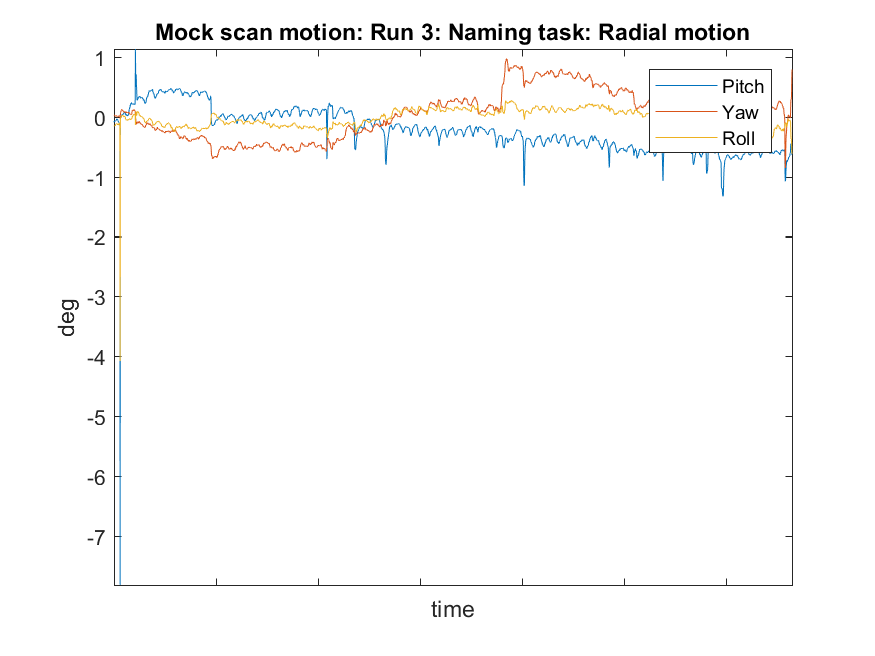 Mock scan motion: Run 3: Naming task: Radial motion
1
0
-1
-2
-3
-4
-5
-6
-7
deg
time
Pitch
Yaw
Roll